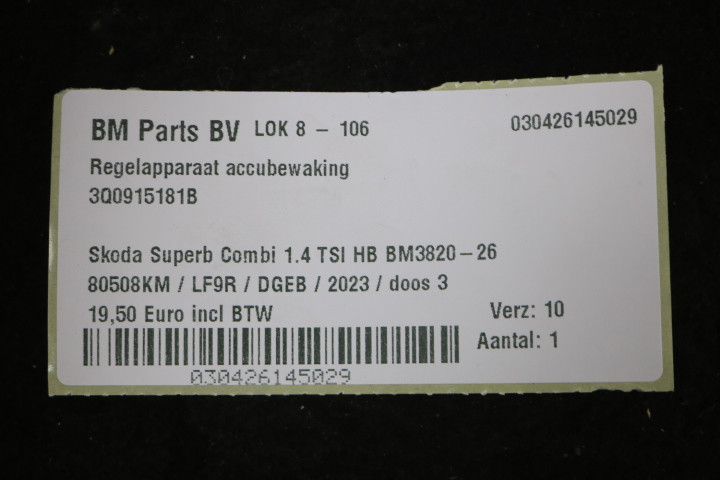 BM Parts BV LOK 8 - 106 030426145029
Regelapparaat accubewaking
3Q0915181B
Skoda Superb Combi 1.4 TSI HB BM3820-26
80508KM / LF9R / DGEB / 2023 / doos 3
19,50 Euro incl BTW Verz: 10
Aantal: 1
030426145029